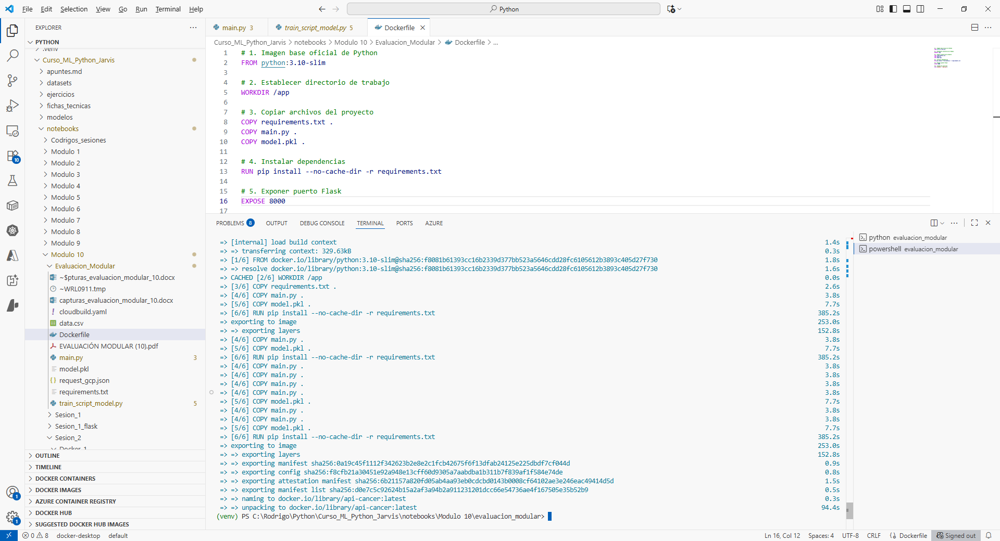 File Edit Selection View Go Run Terminal Help
Python
EXPLORER
PYTHON
.venv
Curso_ML_Python_Jarvis
apuntes.md
datasets
ejercicios
fichas_tecnicas
modelos
notebooks
Codrigos_sesiones
Modulo 1
Modulo 2
Modulo 3
Modulo 4
Modulo 5
Modulo 6
Modulo 7
Modulo 8
Modulo 9
Modulo 10
Evaluacion_Modular
~$pturas_evaluacion_modular_10.docx
~WRL0911.tmp
capturas_evaluacion_modular_10.docx
cloudbuild.yaml
data.csv
Dockerfile
EVALUACIÓN MODULAR (10).pdf
main.py 3
model.pkl
request_gcp.json
requirements.txt
train_script_model.py 5
Sesion_1
Sesion_1_flask
Sesion_2
Docker_1
OUTLINE
TIMELINE
DOCKER CONTAINERS
DOCKER IMAGES
AZURE CONTAINER REGISTRY
DOCKER HUB
SUGGESTED DOCKER HUB IMAGES
10
1
1
main.py 3 train_script_model.py 5 Dockerfile
Curso_ML_Python_Jarvis > notebooks > Modulo 10 > Evaluacion_Modular > Dockerfile > ...
1 # 1. Imagen base oficial de Python
2 FROM python:3.10-slim
3
4 # 2. Establecer directorio de trabajo
5 WORKDIR /app
6
7 # 3. Copiar archivos del proyecto
8 COPY requirements.txt .
9 COPY main.py .
10 COPY model.pkl .
11
12 # 4. Instalar dependencias
13 RUN pip install --no-cache-dir -r requirements.txt
14
15 # 5. Exponer puerto Flask
16 EXPOSE 8000
17
PROBLEMS 8 OUTPUT DEBUG CONSOLE TERMINAL PORTS AZURE
=> [internal] load build context 1.4s
=> => transferring context: 329.63kB 0.3s
=> [1/6] FROM docker.io/library/python:3.10-slim@sha256:f8081b61393cc16b2339d377bb523a5646cdd28fc6105612b3893c405d27f730 1.8s
=> => resolve docker.io/library/python:3.10-slim@sha256:f8081b61393cc16b2339d377bb523a5646cdd28fc6105612b3893c405d27f730 1.6s
=> CACHED [2/6] WORKDIR /app 0.0s
=> [3/6] COPY requirements.txt . 2.6s
=> [4/6] COPY main.py . 3.8s
=> [5/6] COPY model.pkl . 7.7s
=> [6/6] RUN pip install --no-cache-dir -r requirements.txt 385.2s
=> exporting to image 253.0s
=> => exporting layers 152.8s
=> [4/6] COPY main.py . 3.8s
=> [5/6] COPY model.pkl . 7.7s
=> [6/6] RUN pip install --no-cache-dir -r requirements.txt 385.2s
=> [4/6] COPY main.py . 3.8s
=> [4/6] COPY main.py . 3.8s
=> [4/6] COPY main.py . 3.8s
=> [4/6] COPY main.py . 3.8s
=> [5/6] COPY model.pkl . 7.7s
=> [4/6] COPY main.py . 3.8s
=> [4/6] COPY main.py . 3.8s
=> [5/6] COPY model.pkl . 7.7s
=> [6/6] RUN pip install --no-cache-dir -r requirements.txt 385.2s
=> exporting to image 253.0s
=> => exporting layers 152.8s
=> => exporting manifest sha256:0a19c45f1112f342623b2e8e2c1fcb42675f6f13dfab24125e225dbdf7cf044d 0.9s
=> => exporting config sha256:f8cfb21a30451e92a948e13cff60d9305a7aabdba1b311b7f839af1f584e74de 0.8s
=> => exporting attestation manifest sha256:6b21157a820fd05ab4aa93eb0cdcbd0143b0008cf64102ae3e246eac49414d5d 1.5s
=> => exporting manifest list sha256:d0e7c5c92624b15a2af3a94b2a911231201dcc66e54736ae4f167505e35b52b9 0.5s
=> => naming to docker.io/library/api-cancer:latest 0.3s
=> => unpacking to docker.io/library/api-cancer:latest 94.4s
(venv) PS C:\Rodrigo\Python\Curso_ML_Python_Jarvis\notebooks\Modulo 10\evaluacion_modular>
python evaluacion_modular
powershell evaluacion_modular
0 8 docker-desktop default
Ln 16, Col 12 Spaces: 4 UTF-8 CRLF Dockerfile Signed out